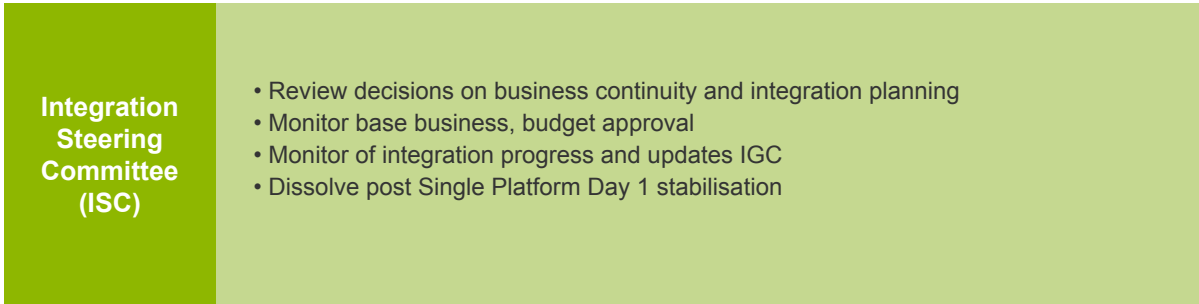 Integration
Steering
Committee
(ISC)
• Review decisions on business continuity and integration planning
• Monitor base business, budget approval
• Monitor of integration progress and updates IGC
• Dissolve post Single Platform Day 1 stabilisation